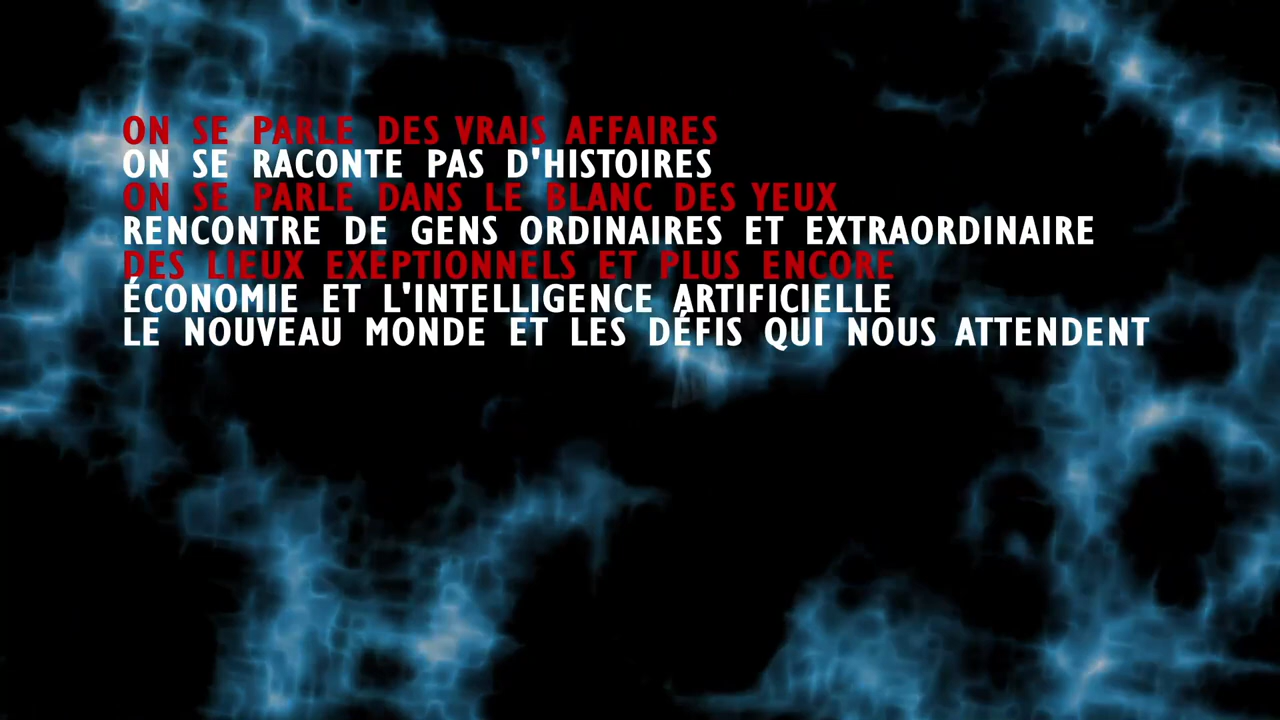 ON SE PARLE DES VRAIS AFFAIRES
ON SE RACONTE PAS D'HISTOIRES
ON SE PARLE DANS LE BLANC DES YEUX
RENCONTRE DE GENS ORDINAIRES ET EXTRAORDINAIRE
DES LIEUX EXEPTIONNELS ET PLUS ENCORE
ÉCONOMIE ET L'INTELLIGENCE ARTIFICIELLE
LE NOUVEAU MONDE ET LES DÉFIS QUI NOUS ATTENDENT